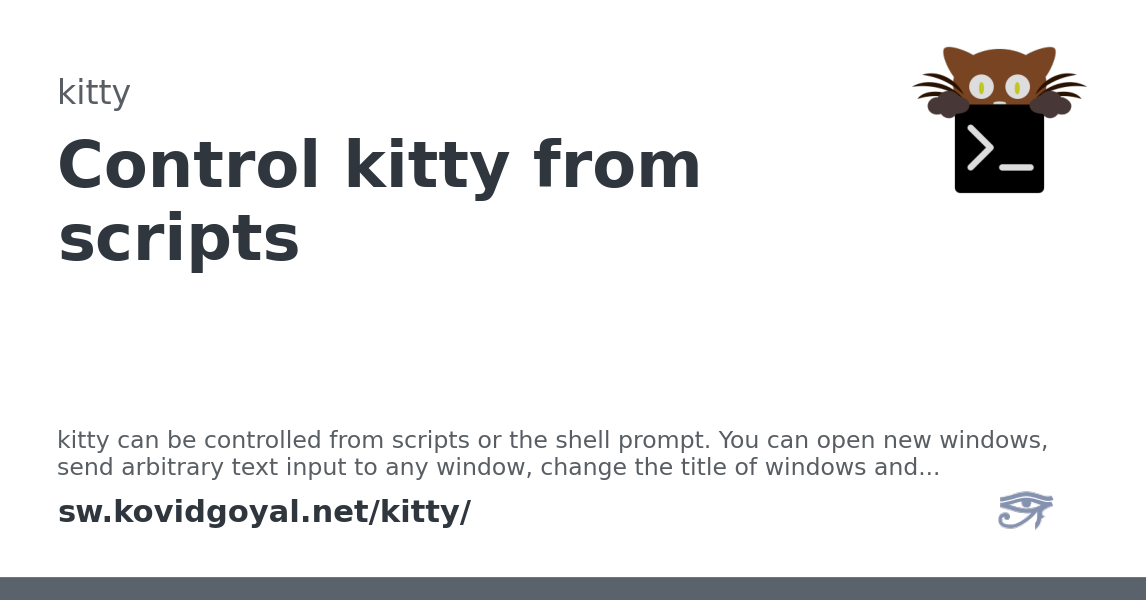 kitty
Control kitty from
scripts
kitty can be controlled from scripts or the shell prompt. You can open new windows,
send arbitrary text input to any window, change the title of windows and...
sw.kovidgoyal.net/kitty/